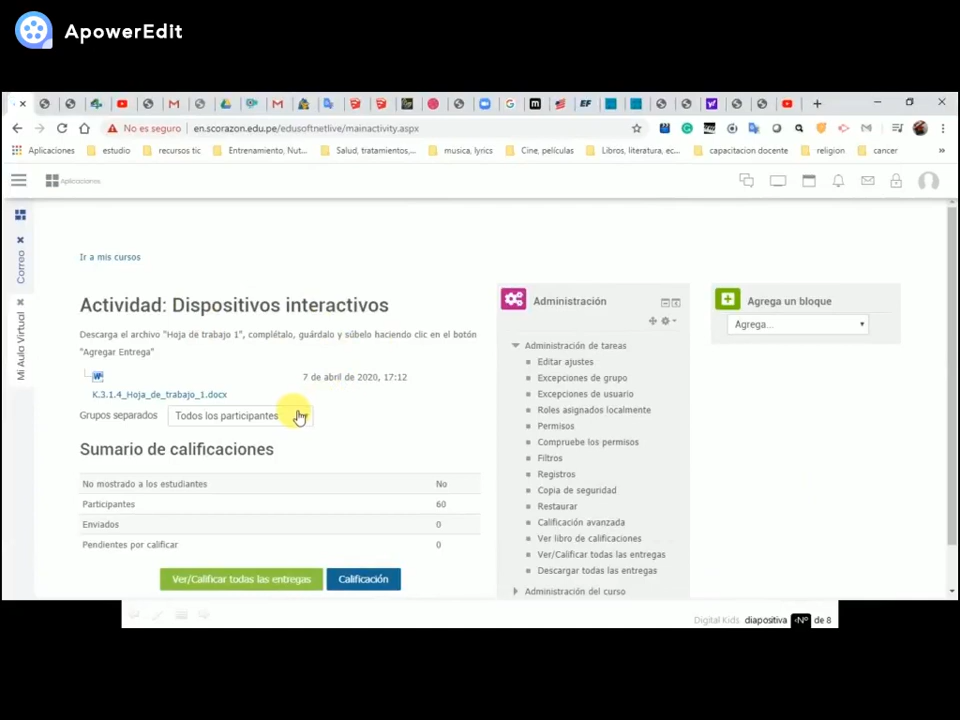 ApowerEdit
No es seguro
en.scorazon.edu.pe/edusoftnetlive/mainactivity.aspx
Aplicaciones
estudio
recursos tic
Entrenamiento, Nut...
Salud, tratamientos,...
musica, lyrics
Cine, películas
Libros, literatura, ec...
capacitacion docente
religion
cancer
»
Aplicaciones
Correo
Mi Aula Virtual
Ir a mis cursos
Actividad: Dispositivos interactivos
Descarga el archivo "Hoja de trabajo 1", complétalo, guárdalo y súbelo haciendo clic en el botón
"Agregar Entrega"
7 de abril de 2020, 17:12
K.3.1.4_Hoja_de_trabajo_1.docx
Grupos separados
Todos los participantes
Sumario de calificaciones
No mostrado a los estudiantes No
Participantes 60
Enviados 0
Pendientes por calificar 0
Ver/Calificar todas las entregas
Calificación
Administración
Administración de tareas
Editar ajustes
Excepciones de grupo
Excepciones de usuario
Roles asignados localmente
Permisos
Compruebe los permisos
Filtros
Registros
Copia de seguridad
Restaurar
Calificación avanzada
Ver libro de calificaciones
Ver/Calificar todas las entregas
Descargar todas las entregas
Administración del curso
Agrega un bloque
Agrega...
Digital Kids diapositiva ‹Nº de 8